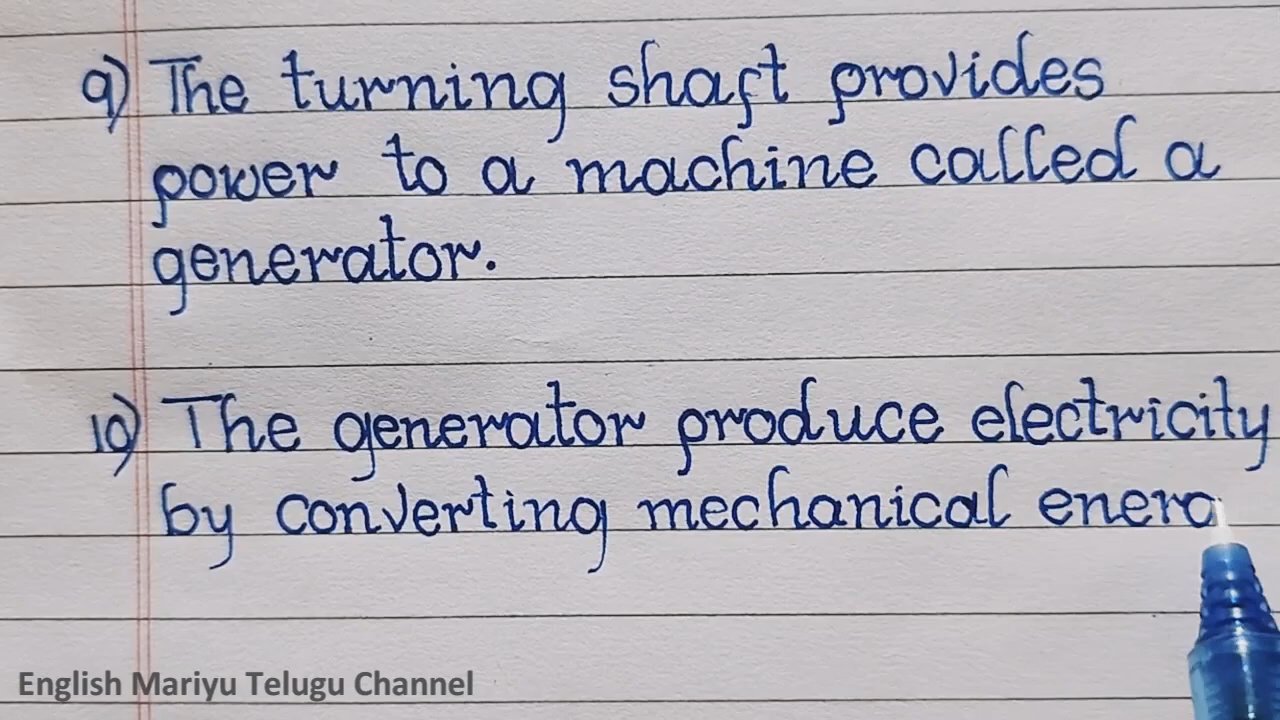 9) The turning shaft provides
power to a machine called a
generator.
10) The generator produce electricity
by converting mechanical
English Mariyu Telugu Channel